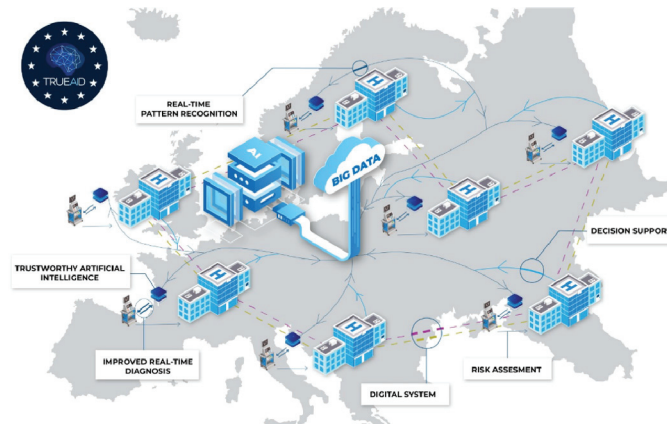 TRUEAID
REAL-TIME
PATTERN RECOGNITION
AI
BIG DATA
H
H
H
H
H
H
H
DECISION SUPPORT
TRUSTWORTHY ARTIFICIAL
INTELLIGENCE
IMPROVED REAL-TIME
DIAGNOSIS
RISK ASSESMENT
DIGITAL SYSTEM